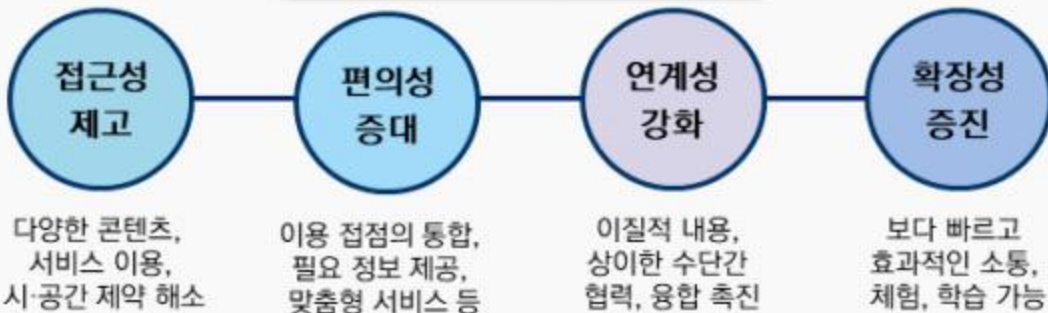 접근성
제고
편의성
증대
연계성
강화
확장성
증진
다양한 콘텐츠,
서비스 이용,
시·공간 제약 해소
이용 접점의 통합,
필요 정보 제공,
맞춤형 서비스 등
이질적 내용,
상이한 수단간
협력, 융합 촉진
보다 빠르고
효과적인 소통,
체험, 학습 가능